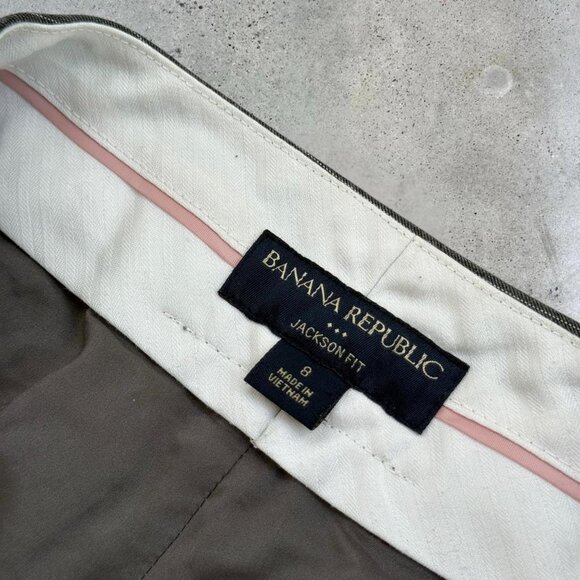 BANANA REPUBLIC
JACKSON FIT
8
MADE IN
VIETNAM